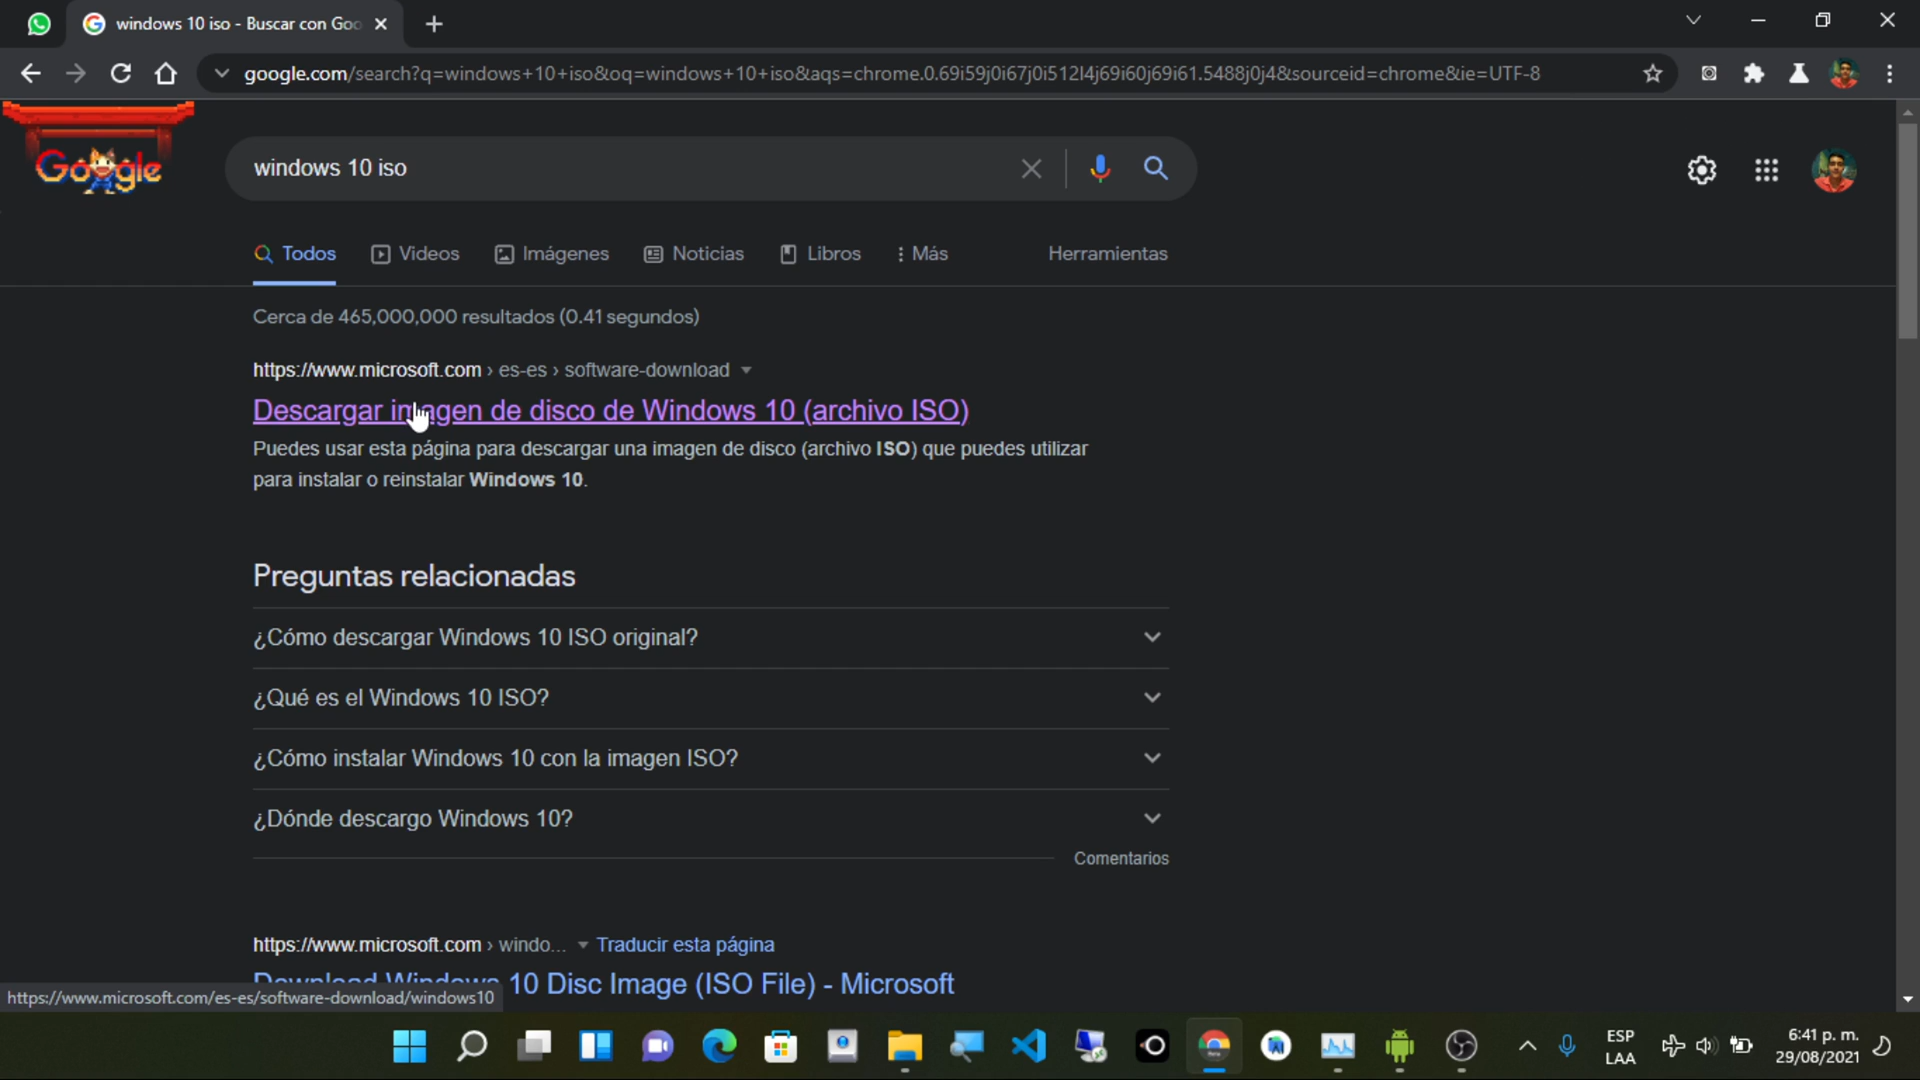 windows 10 iso - Buscar con Goo
google.com/search?q=windows+10+iso&oq=windows+10+iso&aqs=chrome.0.69i59j0i67j0i512l4j69i60j69i61.5488j0j4&sourceid=chrome&ie=UTF-8
Google
windows 10 iso
Todos
Videos
Imágenes
Noticias
Libros
Más
Herramientas
Cerca de 465,000,000 resultados (0.41 segundos)
https://www.microsoft.com › es-es › software-download
Descargar imagen de disco de Windows 10 (archivo ISO)
Puedes usar esta página para descargar una imagen de disco (archivo ISO) que puedes utilizar
para instalar o reinstalar Windows 10.
Preguntas relacionadas
¿Cómo descargar Windows 10 ISO original?
¿Qué es el Windows 10 ISO?
¿Cómo instalar Windows 10 con la imagen ISO?
¿Dónde descargo Windows 10?
Comentarios
https://www.microsoft.com › windo... Traducir esta página
Download Windows 10 Disc Image (ISO File) - Microsoft
https://www.microsoft.com/es-es/software-download/windows10
ESP
LAA
6:41 p. m.
29/08/2021